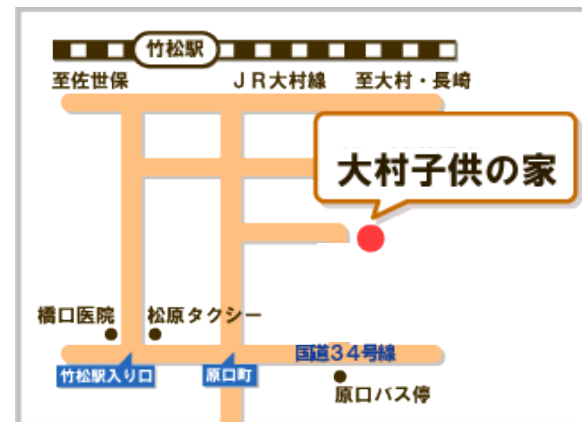 竹松駅
至佐世保
JR大村線
至大村・長崎
大村子供の家
橋口医院
松原タクシー
国道34号線
竹松駅入り口
原口町
原口バス停